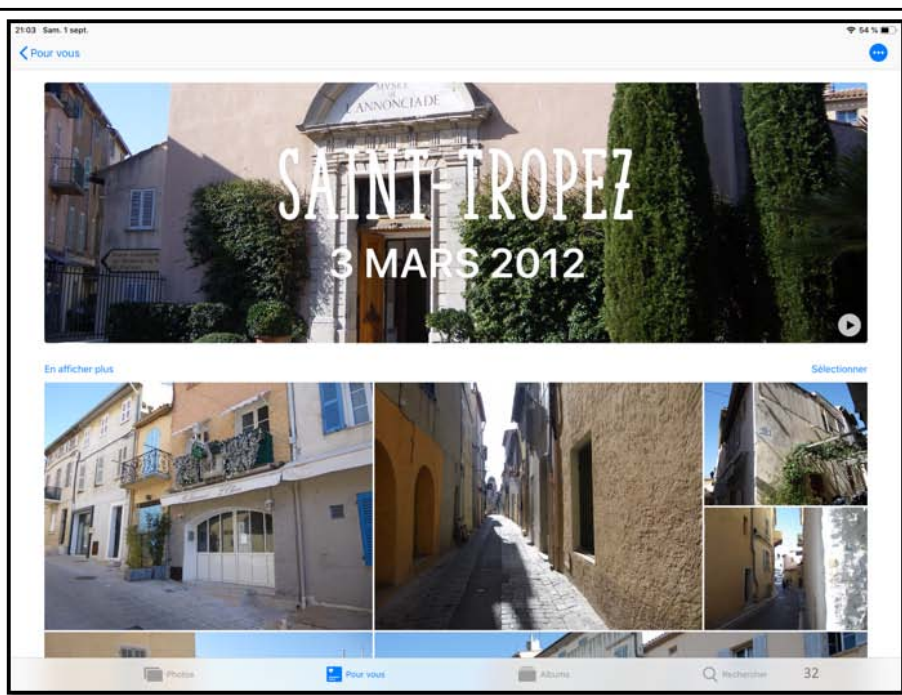 21:03 Sam. 1 sept.
54 %
Pour vous
MVSEE
L'ANNONCIADE
SAINT-TROPEZ
3 MARS 2012
En afficher plus
Sélectionner
Photos
Pour vous
Albums
Rechercher
32